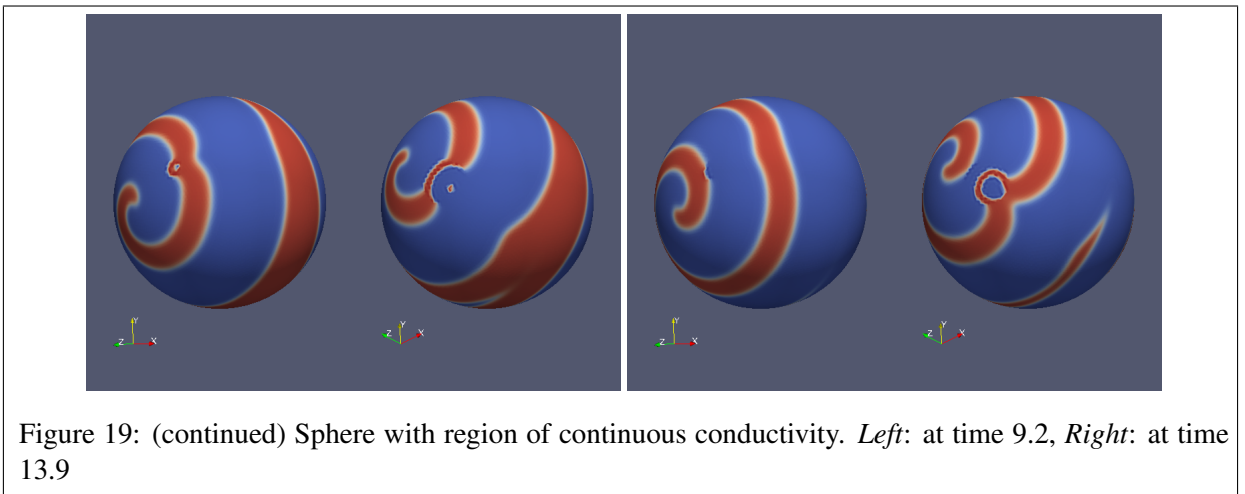 Y
Z
X
Y
Z
X
Y
Z
X
Y
Z
X
Figure 19: (continued) Sphere with region of continuous conductivity. Left: at time 9.2, Right: at time
13.9